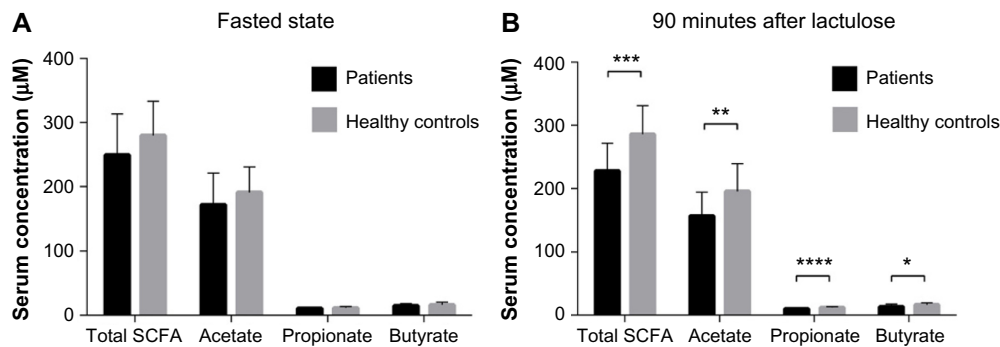 A
Fasted state
Serum concentration (µM)
400
300
200
100
0
Patients
Healthy controls
Total SCFA
Acetate
Propionate
Butyrate
B
90 minutes after lactulose
Serum concentration (µM)
400
300
200
100
0
***
**
****
*
Patients
Healthy controls
Total SCFA
Acetate
Propionate
Butyrate